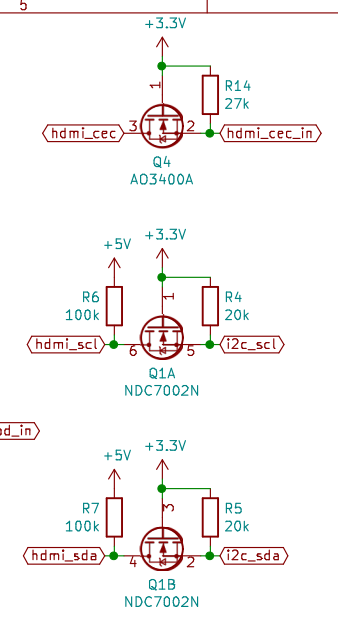 5
+3.3V
1
R14
27k
hdmi_cec
3
2
hdmi_cec_in
Q4
AO3400A
+3.3V
+5V
1
R6
100k
R4
20k
hdmi_scl
6
5
i2c_scl
Q1A
NDC7002N
d_in
+3.3V
+5V
3
R7
100k
R5
20k
hdmi_sda
4
2
i2c_sda
Q1B
NDC7002N